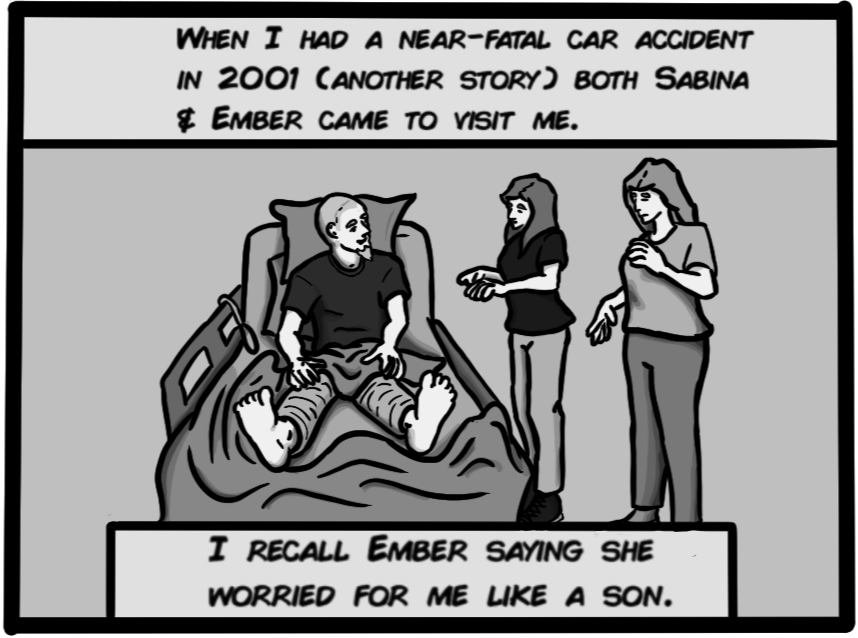 When I had a near-fatal car accident
in 2001 (another story) both Sabina
& Ember came to visit me.
I recall Ember saying she
worried for me like a son.